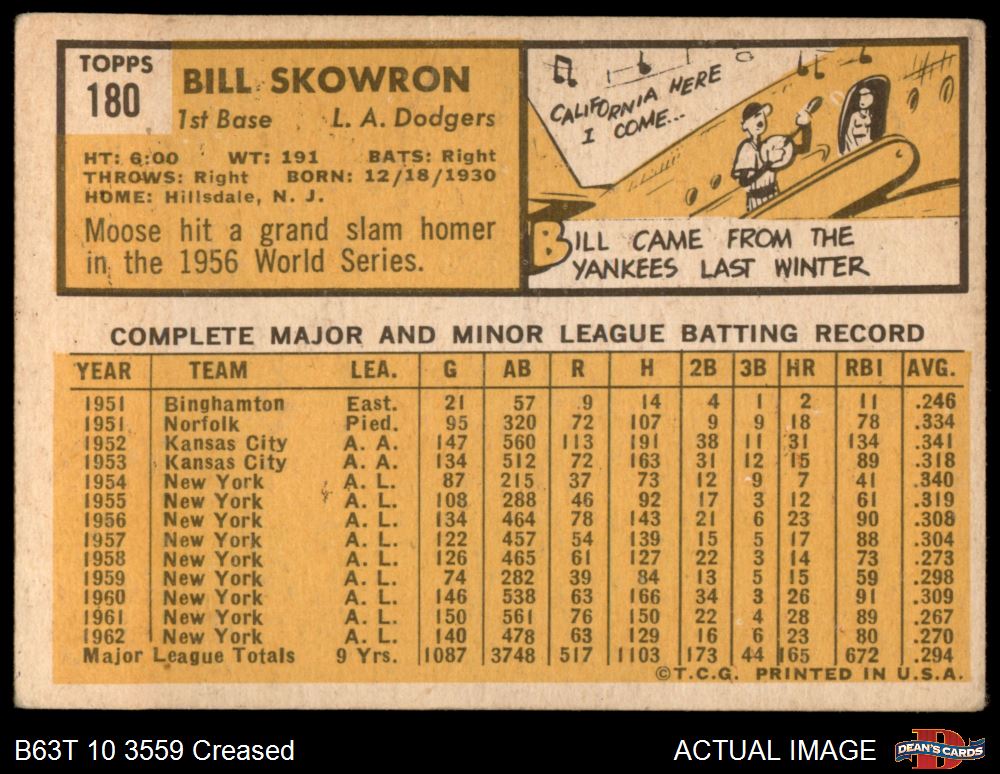 TOPPS
180
BILL SKOWRON
1st Base L. A. Dodgers
HT: 6:00 WT: 191 BATS: Right
THROWS: Right BORN: 12/18/1930
HOME: Hillsdale, N. J.
Moose hit a grand slam homer
in the 1956 World Series.
CALIFORNIA HERE
I COME...
BILL CAME FROM THE
YANKEES LAST WINTER
COMPLETE MAJOR AND MINOR LEAGUE BATTING RECORD
YEAR TEAM LEA. G AB R H 2B 3B HR RBI AVG.
1951 Binghamton East. 21 57 9 14 4 1 2 11 .246
1951 Norfolk Pied. 95 320 72 107 9 9 18 78 .334
1952 Kansas City A. A. 147 560 113 191 38 11 31 134 .341
1953 Kansas City A. A. 134 512 72 163 31 12 15 89 .318
1954 New York A. L. 87 215 37 73 12 9 7 41 .340
1955 New York A. L. 108 288 46 92 17 3 12 61 .319
1956 New York A. L. 134 464 78 143 21 6 23 90 .308
1957 New York A. L. 122 457 54 139 15 5 17 88 .304
1958 New York A. L. 126 465 61 127 22 3 14 73 .273
1959 New York A. L. 74 282 39 84 13 5 15 59 .298
1960 New York A. L. 146 538 63 166 34 3 26 91 .309
1961 New York A. L. 150 561 76 150 22 4 28 89 .267
1962 New York A. L. 140 478 63 129 16 6 23 80 .270
Major League Totals 9 Yrs. 1087 3748 517 1103 173 44 165 672 .294
©T.C.G. PRINTED IN U.S.A.
B63T 10 3559 Creased
ACTUAL IMAGE
DEAN'S CARDS